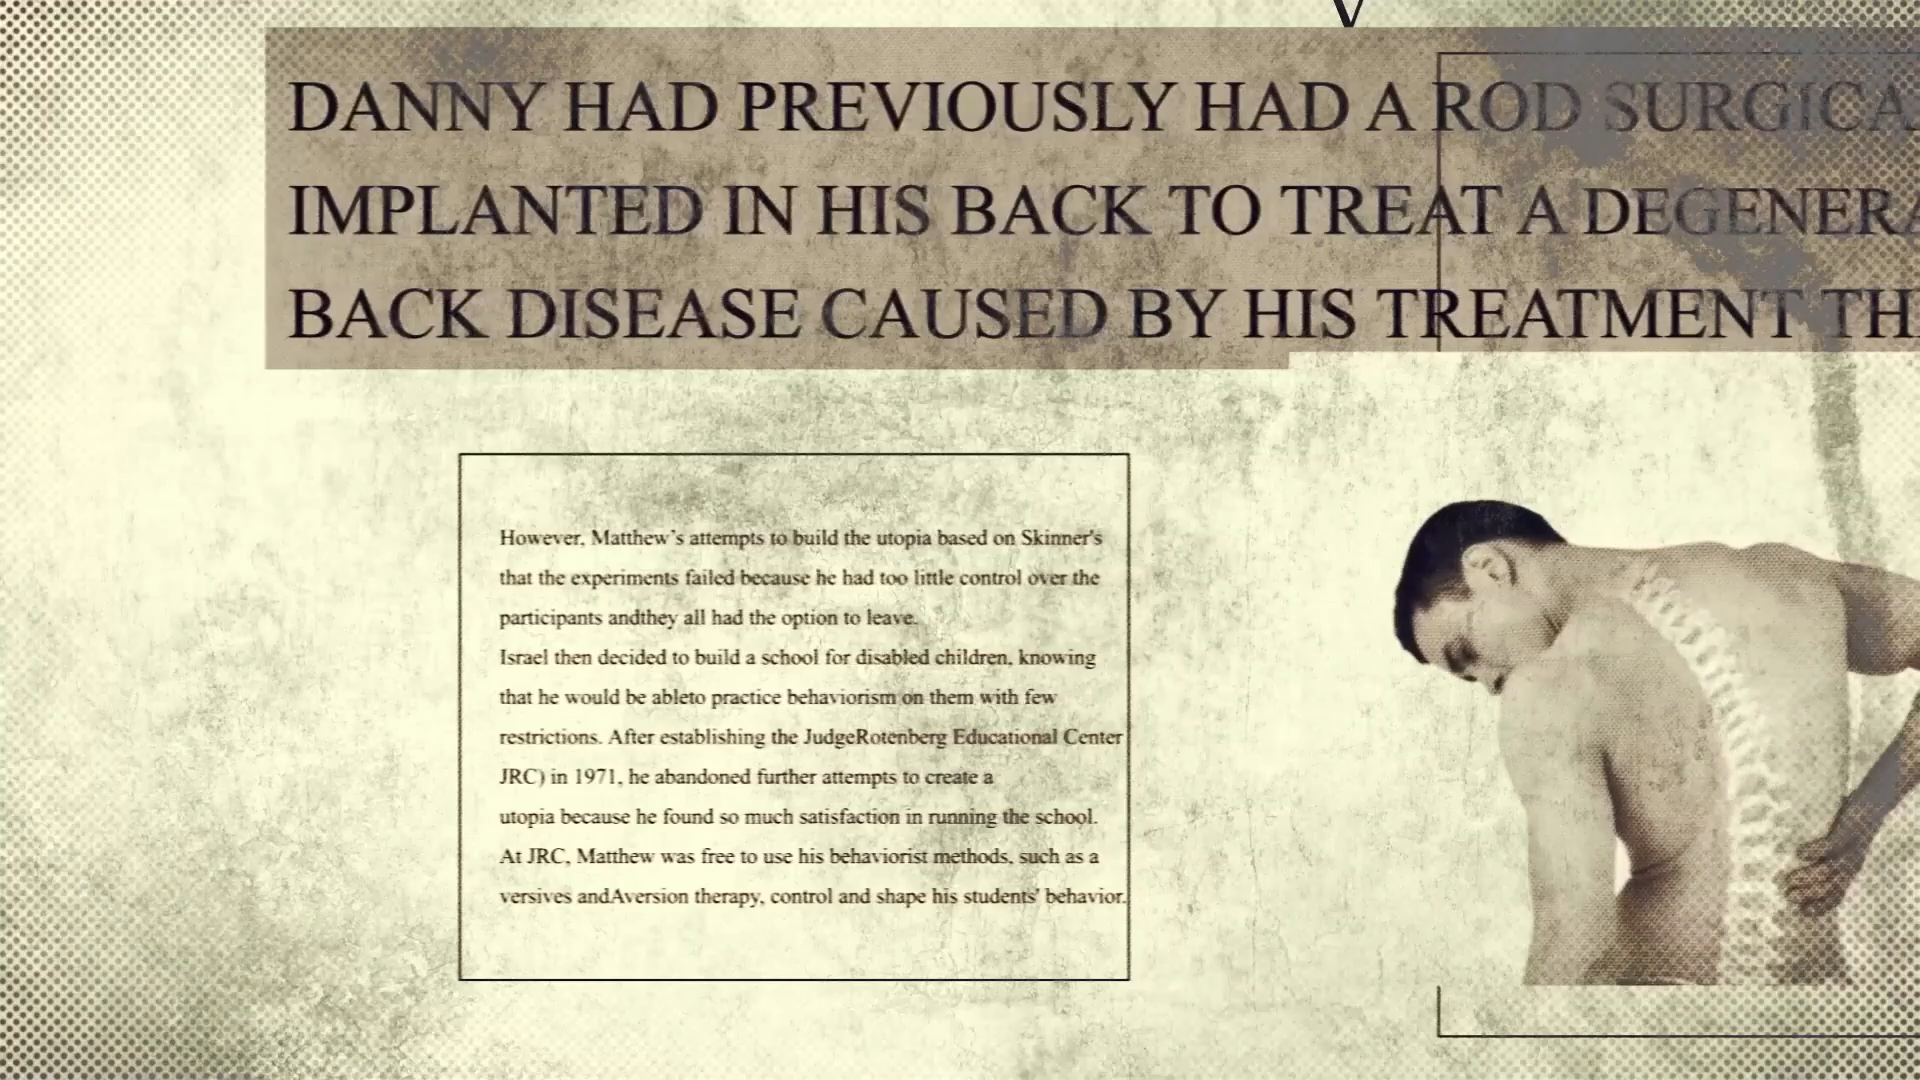 DANNY HAD PREVIOUSLY HAD A ROD
IMPLANTED IN HIS BACK TO TREAT A
BACK DISEASE CAUSED BY HIS TREATMENT
However, Matthew's attempts to build the utopia based on Skinner's
that the experiments failed because he had too little control over the
participants andthey all had the option to leave.
Israel then decided to build a school for disabled children, knowing
that he would be ableto practice behaviorism on them with few
restrictions. After establishing the JudgeRotenberg Educational Center
JRC) in 1971, he abandoned further attempts to create a
utopia because he found so much satisfaction in running the school.
At JRC, Matthew was free to use his behaviorist methods, such as a
versives andAversion therapy, control and shape his students' behavior.